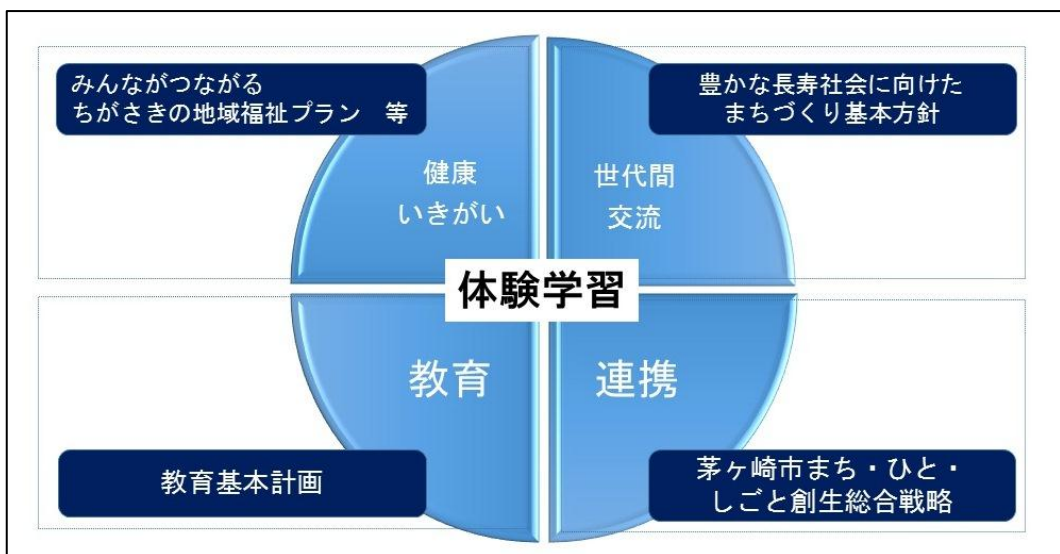 みんながつながる
ちがさきの地域福祉プラン　等
豊かな長寿社会に向けた
まちづくり基本方針
健康
いきがい
世代間
交流
体験学習
教育
連携
教育基本計画
茅ヶ崎市まち・ひと・
しごと創生総合戦略